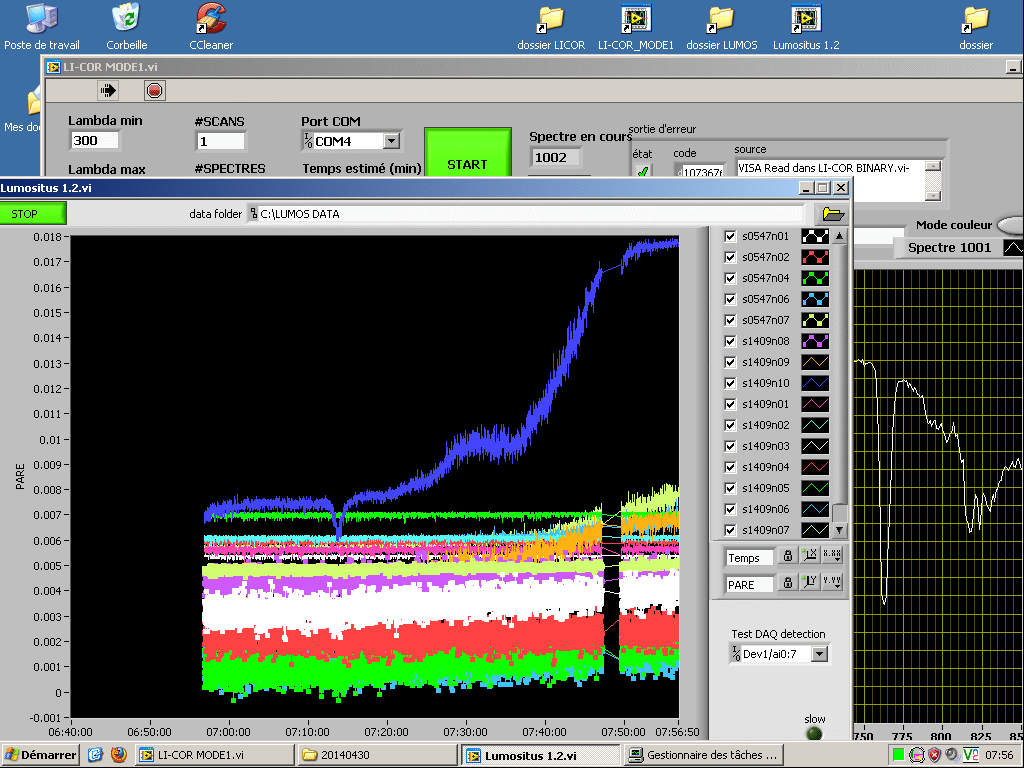 Poste de travail
Corbeille
CCleaner
dossier LICOR
LI-COR_MODE1
dossier LUMOS
Lumositus 1.2
dossier
Mes do
LI-COR MODE1.vi
Lambda min
300
Lambda max
#SCANS
1
#SPECTRES
Port COM
COM4
Temps estimé (min)
START
Spectre en cours
1002
sortie d'erreur
état
code
source
VISA Read dans LI-COR BINARY.vi-
Mode couleur
Spectre 1001
Lumositus 1.2.vi
STOP
data folder
C:\LUMOS DATA
PARE
0.018
0.017
0.016
0.015
0.014
0.013
0.012
0.011
0.01
0.009
0.008
0.007
0.006
0.005
0.004
0.003
0.002
0.001
0
-0.001
06:40:00
06:50:00
07:00:00
07:10:00
07:20:00
07:30:00
07:40:00
07:50:00
07:56:50
s0547n01
s0547n02
s0547n04
s0547n06
s0547n07
s1409n08
s1409n09
s1409n10
s1409n01
s1409n02
s1409n03
s1409n04
s1409n05
s1409n06
s1409n07
Temps
X.XX
PARE
Y.YY
Test DAQ detection
Dev1/ai0:7
slow
750
775
800
825
85
Démarrer
LI-COR MODE1.vi
20140430
Lumositus 1.2.vi
Gestionnaire des tâches ...
07:56